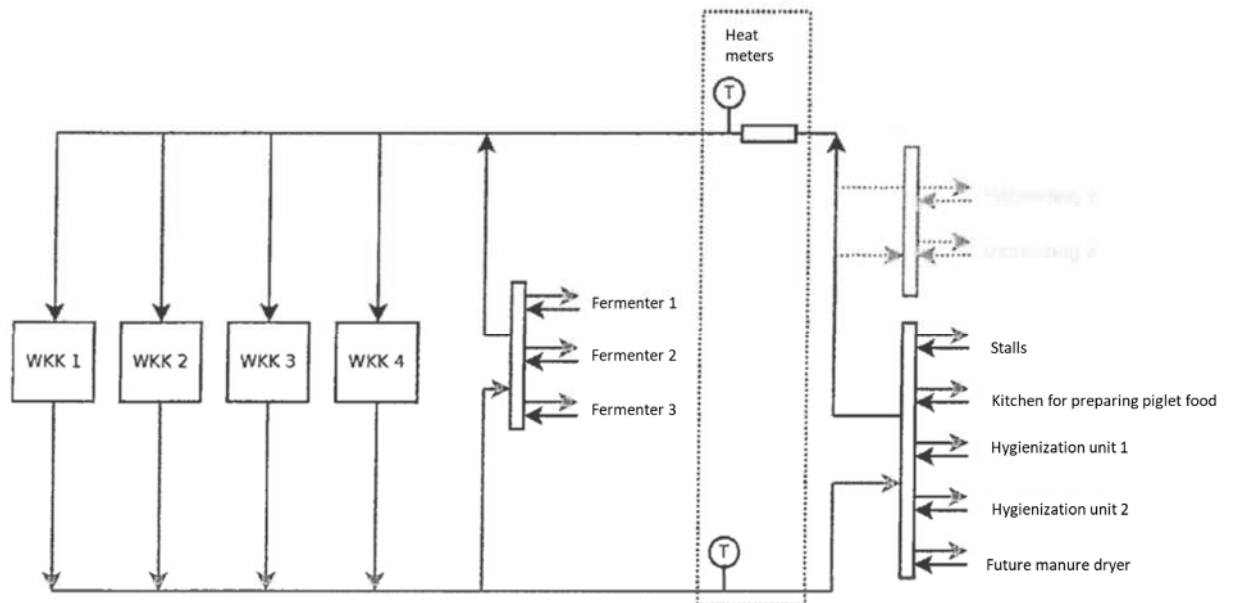 Heat
meters
T
WKK 1
WKK 2
WKK 3
WKK 4
Fermenter 1
Fermenter 2
Fermenter 3
Stalls
Kitchen for preparing piglet food
Hygienization unit 1
Hygienization unit 2
Future manure dryer
T